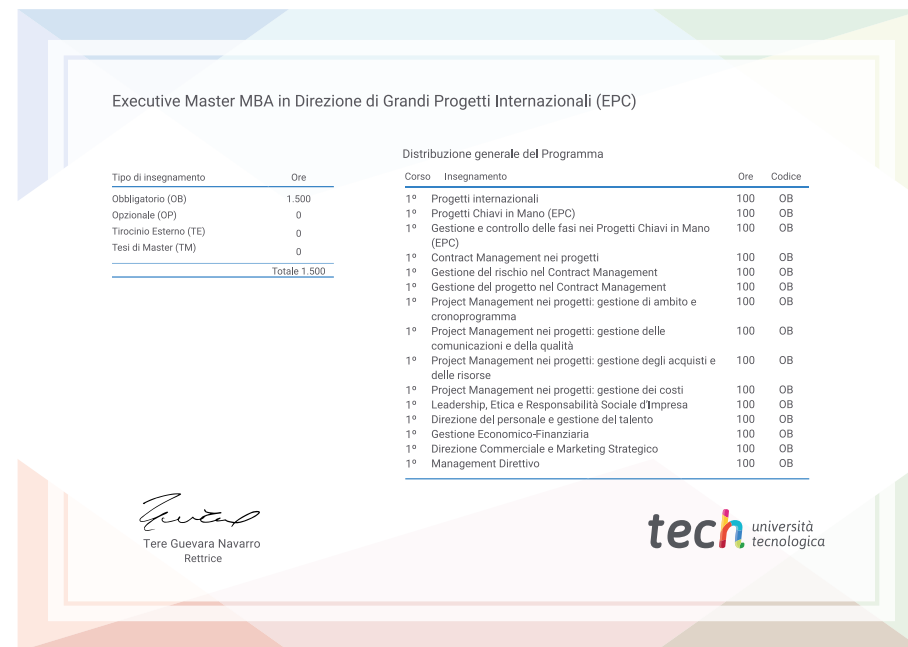 Executive Master MBA in Direzione di Grandi Progetti Internazionali (EPC)
Tipo di insegnamento Ore
Obbligatorio (OB) 1.500
Opzionale (OP) 0
Tirocinio Esterno (TE) 0
Tesi di Master (TM) 0
Totale 1.500
Distribuzione generale del Programma
Corso Insegnamento Ore Codice
1º Progetti internazionali 100 OB
1º Progetti Chiavi in Mano (EPC) 100 OB
1º Gestione e controllo delle fasi nei Progetti Chiavi in Mano 100 OB
(EPC)
1º Contract Management nei progetti 100 OB
1º Gestione del rischio nel Contract Management 100 OB
1º Gestione del progetto nel Contract Management 100 OB
1º Project Management nei progetti: gestione di ambito e 100 OB
cronoprogramma
1º Project Management nei progetti: gestione delle 100 OB
comunicazioni e della qualità
1º Project Management nei progetti: gestione degli acquisti e 100 OB
delle risorse
1º Project Management nei progetti: gestione dei costi 100 OB
1º Leadership, Etica e Responsabilità Sociale d'Impresa 100 OB
1º Direzione del personale e gestione del talento 100 OB
1º Gestione Economico-Finanziaria 100 OB
1º Direzione Commerciale e Marketing Strategico 100 OB
1º Management Direttivo 100 OB
Tere Guevara Navarro
Rettrice
tech università
tecnologica